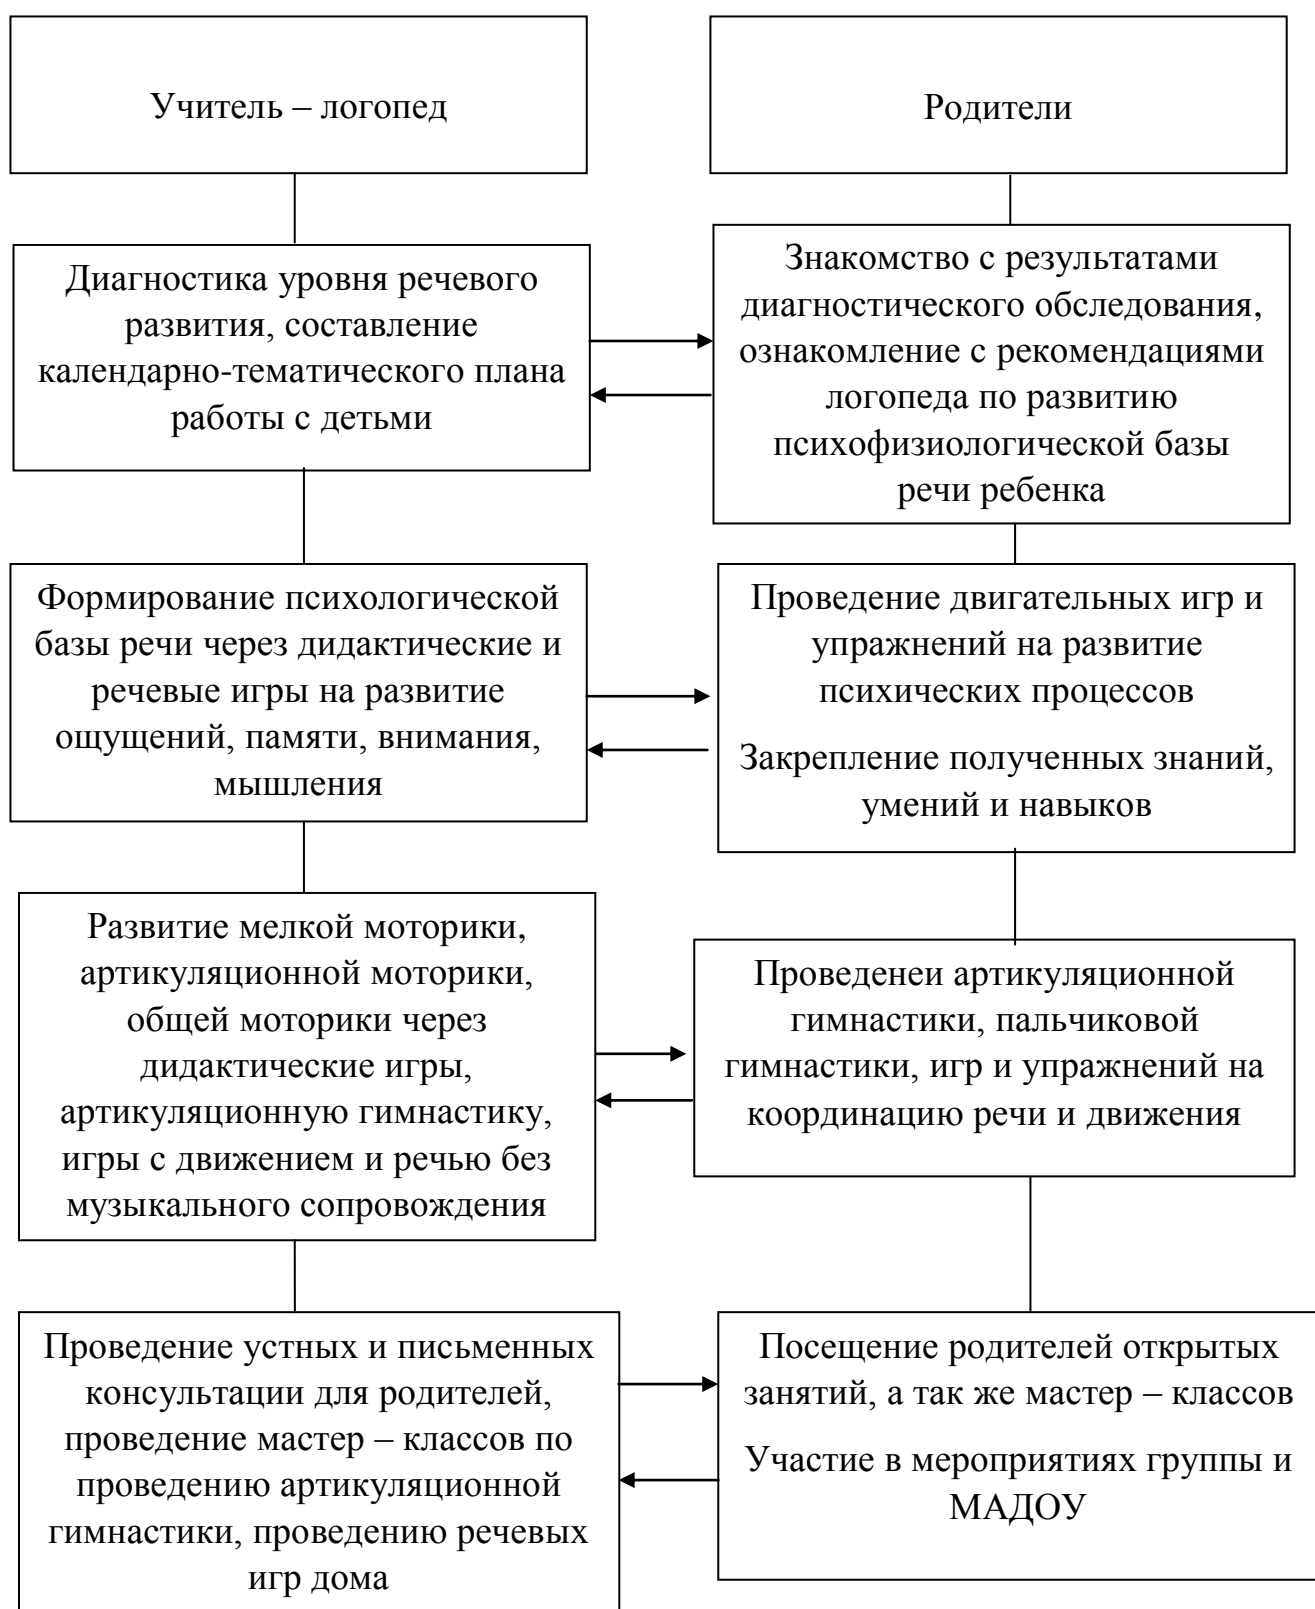 Учитель – логопед
Родители
Диагностика уровня речевого
развития, составление
календарно-тематического плана
работы с детьми
Знакомство с результатами
диагностического обследования,
ознакомление с рекомендациями
логопеда по развитию
психофизиологической базы
речи ребенка
Формирование психологической
базы речи через дидактические и
речевые игры на развитие
ощущений, памяти, внимания,
мышления
Проведение двигательных игр и
упражнений на развитие
психических процессов
Закрепление полученных знаний,
умений и навыков
Развитие мелкой моторики,
артикуляционной моторики,
общей моторики через
дидактические игры,
артикуляционную гимнастику,
игры с движением и речью без
музыкального сопровождения
Проведенеи артикуляционной
гимнастики, пальчиковой
гимнастики, игр и упражнений на
координацию речи и движения
Проведение устных и письменных
консультации для родителей,
проведение мастер – классов по
проведению артикуляционной
гимнастики, проведению речевых
игр дома
Посещение родителей открытых
занятий, а так же мастер – классов
Участие в мероприятиях группы и
МАДОУ